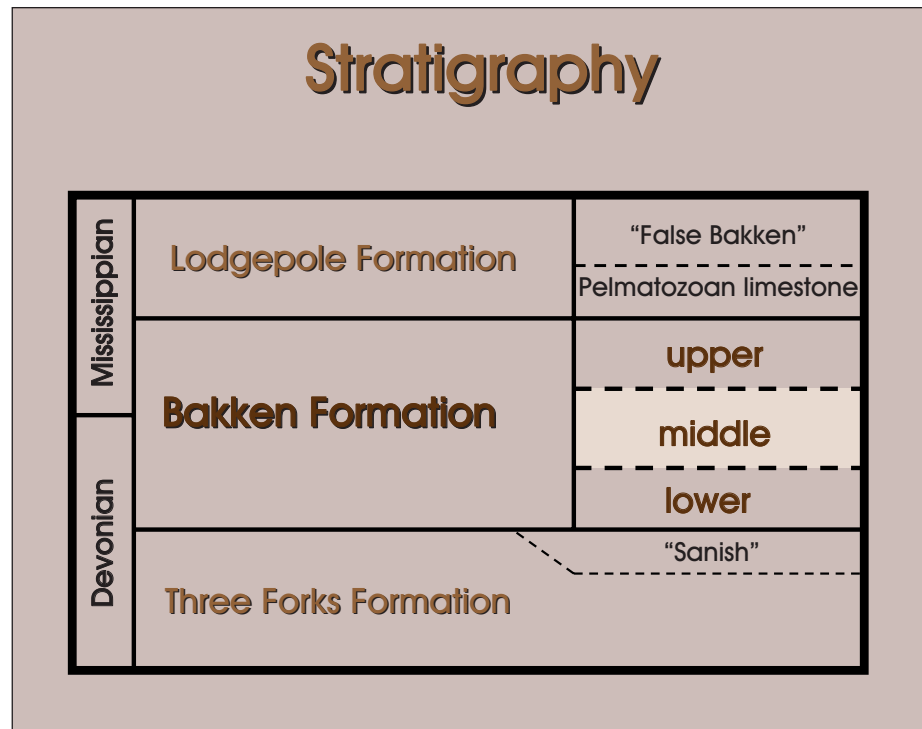 Stratigraphy
Mississippian
Lodgepole Formation
“False Bakken”
Pelmatozoan limestone
Bakken Formation
upper
middle
lower
Devonian
“Sanish”
Three Forks Formation